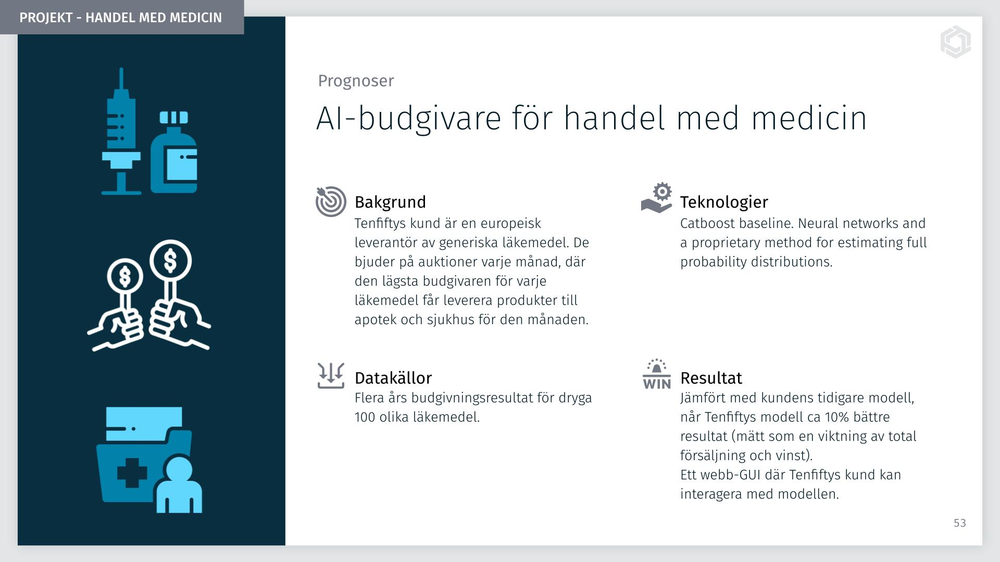 PROJEKT - HANDEL MED MEDICIN
Prognoser
AI-budgivare för handel med medicin
Bakgrund
Tenfiftys kund är en europeisk
leverantör av generiska läkemedel. De
bjuder på auktioner varje månad, där
den lägsta budgivaren för varje
läkemedel får leverera produkter till
apotek och sjukhus för den månaden.
Teknologier
Catboost baseline. Neural networks and
a proprietary method for estimating full
probability distributions.
Datakällor
Flera års budgivningsresultat för dryga
100 olika läkemedel.
WIN
Resultat
Jämfört med kundens tidigare modell,
når Tenfiftys modell ca 10% bättre
resultat (mätt som en viktning av total
försäljning och vinst).
Ett webb-GUI där Tenfiftys kund kan
interagera med modellen.
$
$
53